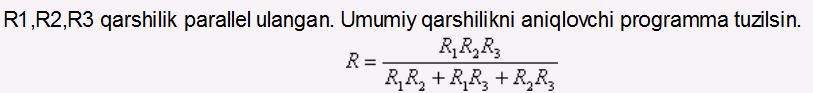 R1,R2,R3 qarshilik parallel ulangan. Umumiy qarshilikni aniqlovchi programma tuzilsin.
R = R₁R₂R₃ / (R₁R₂ + R₁R₃ + R₂R₃)